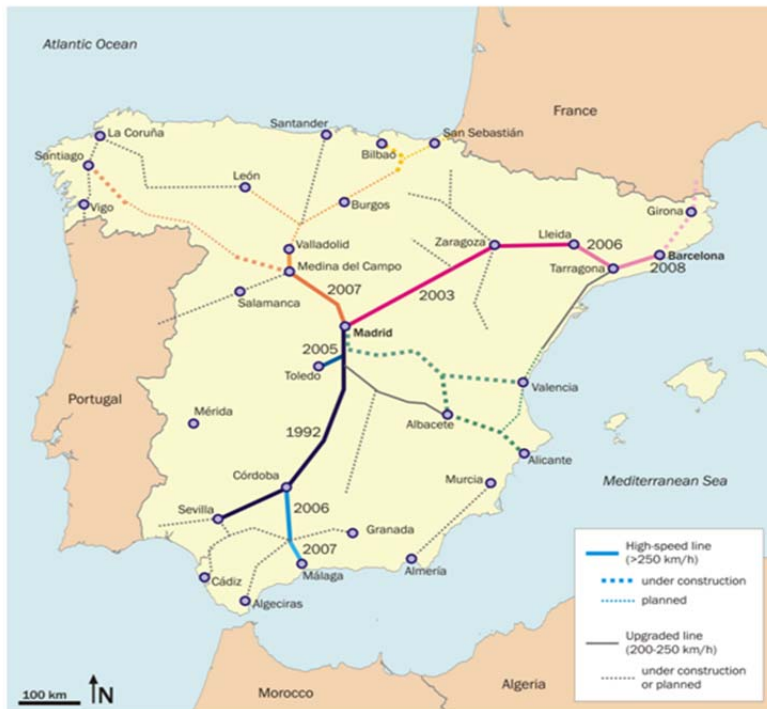 Atlantic Ocean
France
Santander
La Coruña
San Sebastián
Bilbao
Santiago
León
Burgos
Vigo
Girona
Zaragoza
Lleida
2006
Valladolid
Barcelona
Tarragona
2008
Medina del Campo
2007
2003
Salamanca
Madrid
2005
Toledo
Valencia
Portugal
Albacete
Mérida
1992
Alicante
Córdoba
Murcia
Mediterranean Sea
Sevilla
2006
Granada
2007
Cádiz
Málaga
Almería
Algeciras
High-speed line
(>250 km/h)
under construction
planned
Upgraded line
(200-250 km/h)
under construction
or planned
100 km
N
Morocco
Algeria